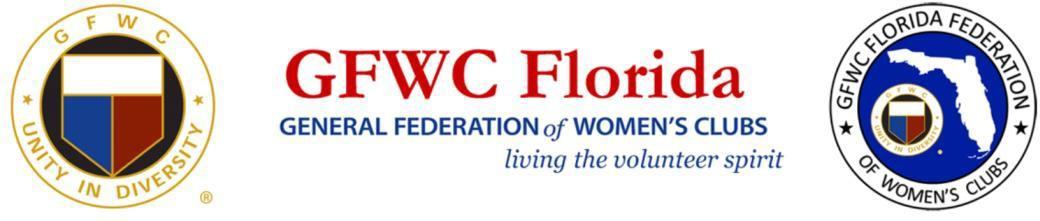 GFWC
UNITY IN DIVERSITY
®
GFWC Florida
GENERAL FEDERATION of WOMEN'S CLUBS
living the volunteer spirit
GFWC FLORIDA FEDERATION
OF WOMEN'S CLUBS
GFWC
UNITY IN DIVERSITY